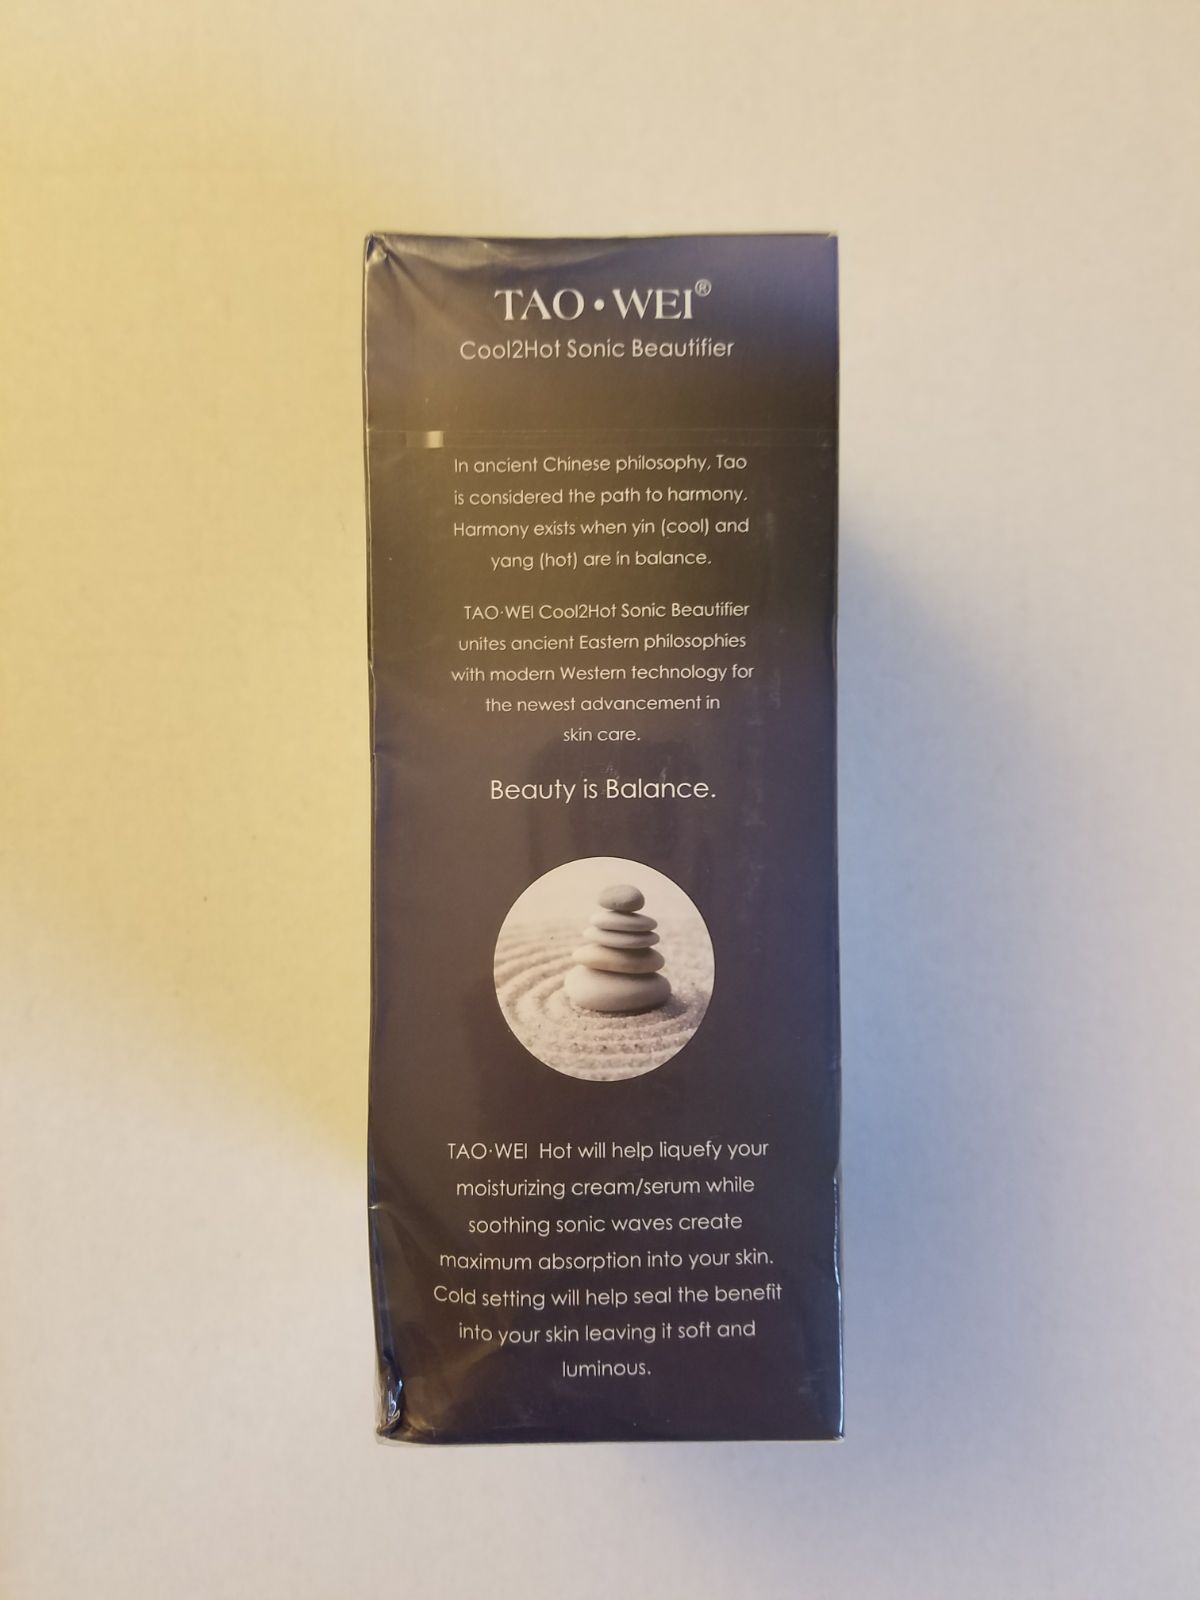 TAO • WEI®
Cool2Hot Sonic Beautifier
In ancient Chinese philosophy, Tao
is considered the path to harmony.
Harmony exists when yin (cool) and
yang (hot) are in balance.
TAO·WEI Cool2Hot Sonic Beautifier
unites ancient Eastern philosophies
with modern Western technology for
the newest advancement in
skin care.
Beauty is Balance.
TAO·WEI Hot will help liquefy your
moisturizing cream/serum while
soothing sonic waves create
maximum absorption into your skin.
Cold setting will help seal the benefit
into your skin leaving it soft and
luminous.